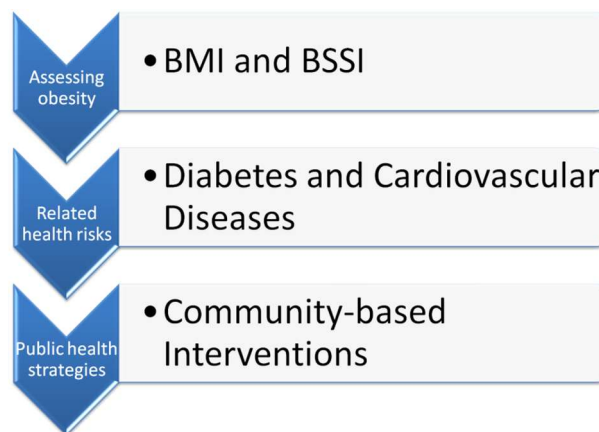 Assessing
obesity
•BMI and BSSI
Related
health risks
•Diabetes and Cardiovascular
Diseases
Public health
strategies
•Community-based
Interventions